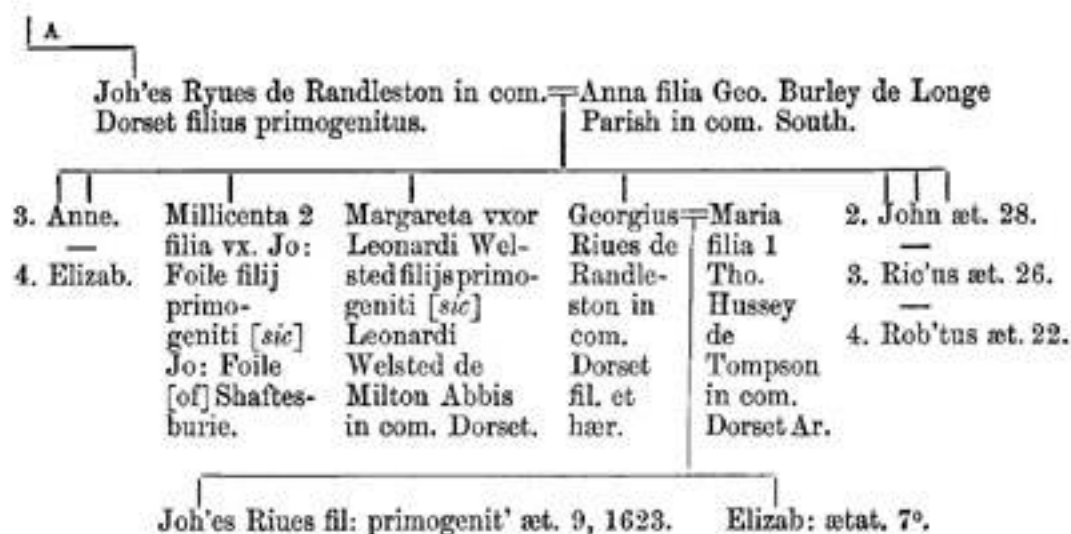 A
Joh'es Ryues de Randleston in com.
Dorset filius primogenitus.
Anna filia Geo. Burley de Longe
Parish in com. South.
3. Anne.
—
4. Elizab.
Millicenta 2
filia vx. Jo:
Foile filij
primo-
geniti [sic]
Jo: Foile
[of] Shaftes-
burie.
Margareta vxor
Leonardi Wel-
sted filijs primo-
geniti [sic]
Leonardi
Welsted de
Milton Abbis
in com. Dorset.
Georgius
Riues de
Randle-
ston in
com.
Dorset
fil. et
hær.
Maria
filia 1
Tho.
Hussey
de
Tompson
in com.
Dorset Ar.
2. John æt. 28.
—
3. Ric'us æt. 26.
—
4. Rob'tus æt. 22.
Joh'es Riues fil: primogenit' æt. 9, 1623.
Elizab: ætat. 7º.